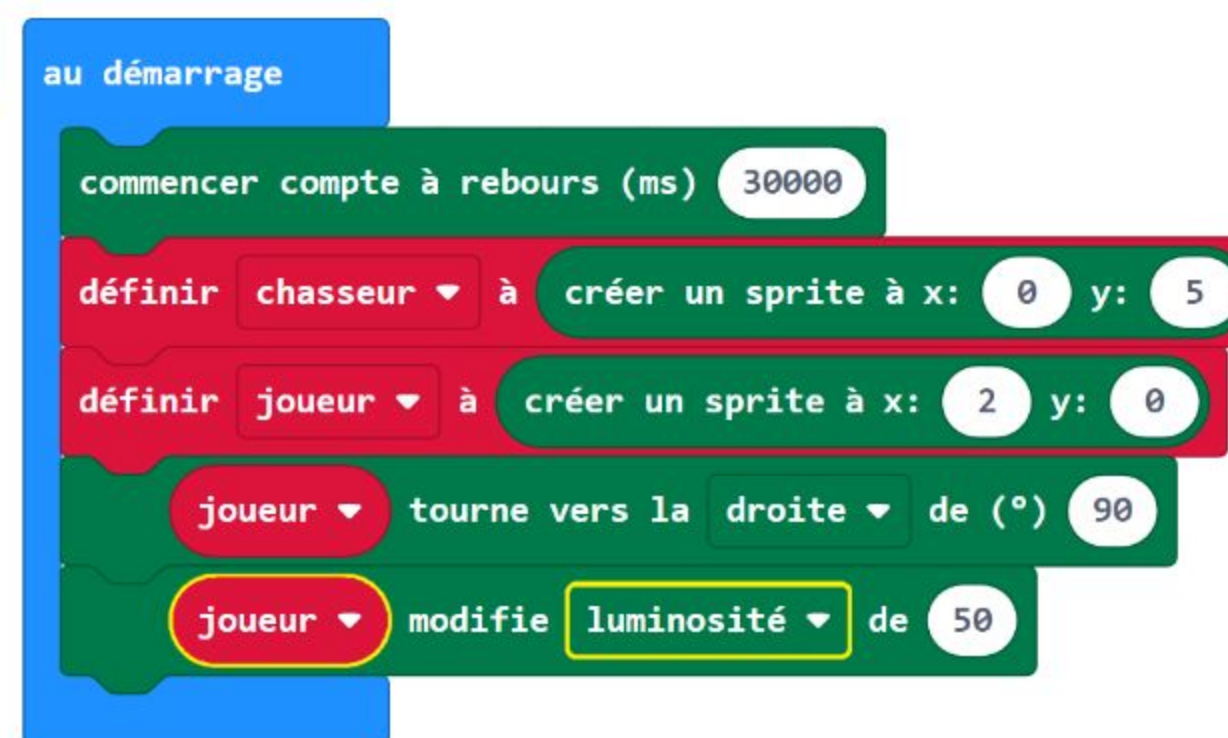 au démarrage
commencer compte à rebours (ms) 30000
définir chasseur à créer un sprite à x: 0 y: 5
définir joueur à créer un sprite à x: 2 y: 0
joueur tourne vers la droite de (°) 90
joueur modifie luminosité de 50